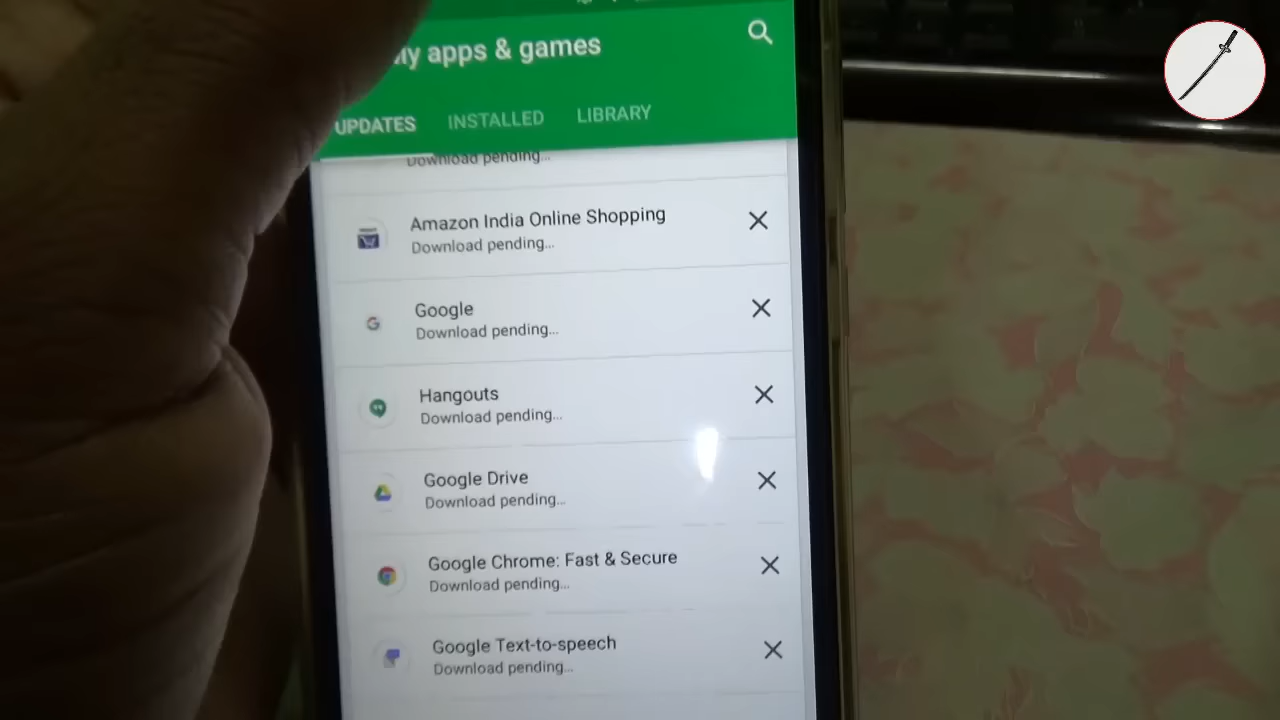 My apps & games
UPDATES INSTALLED LIBRARY
Download pending...
Amazon India Online Shopping
Download pending...
Google
Download pending...
Hangouts
Download pending...
Google Drive
Download pending...
Google Chrome: Fast & Secure
Download pending...
Google Text-to-speech
Download pending...